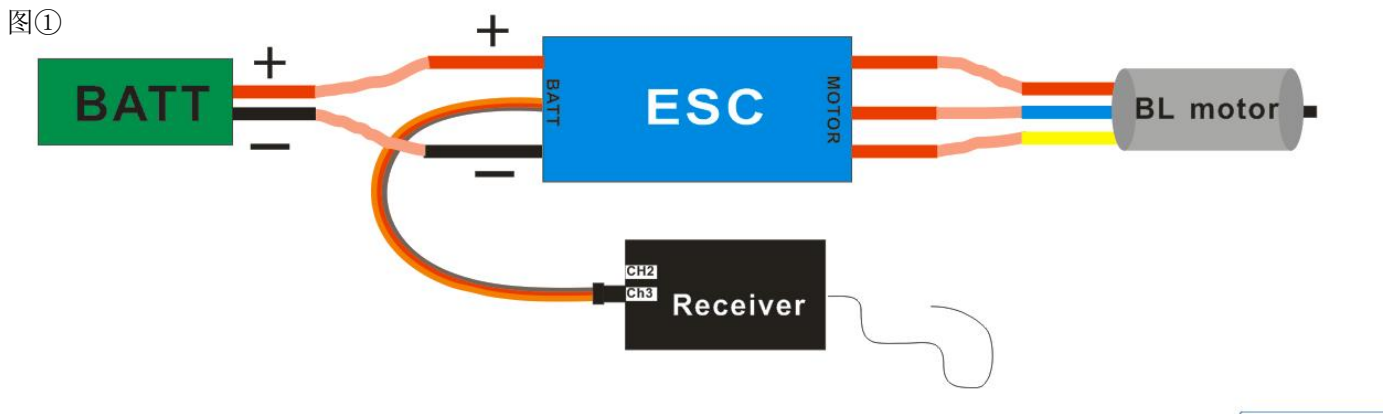 图①
+
+
BATT
BATT
ESC
MOTOR
BL motor
−
−
CH2
Ch3
Receiver